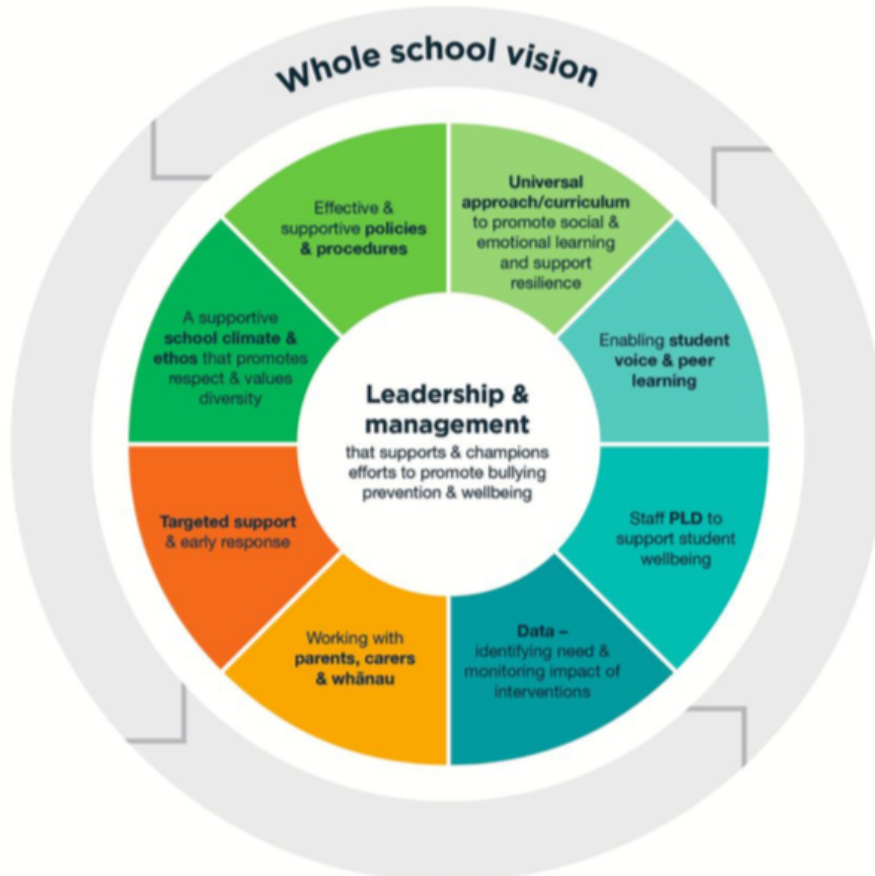 Whole school vision
Universal
approach/curriculum
to promote social &
emotional learning
and support
resilience
Enabling student
voice & peer
learning
Staff PLD to
support student
wellbeing
Data –
identifying need &
monitoring impact of
interventions
Working with
parents, carers
& whānau
Targeted support
& early response
A supportive
school climate &
ethos that promotes
respect & values
diversity
Effective &
supportive policies
& procedures
Leadership &
management
that supports & champions
efforts to promote bullying
prevention & wellbeing